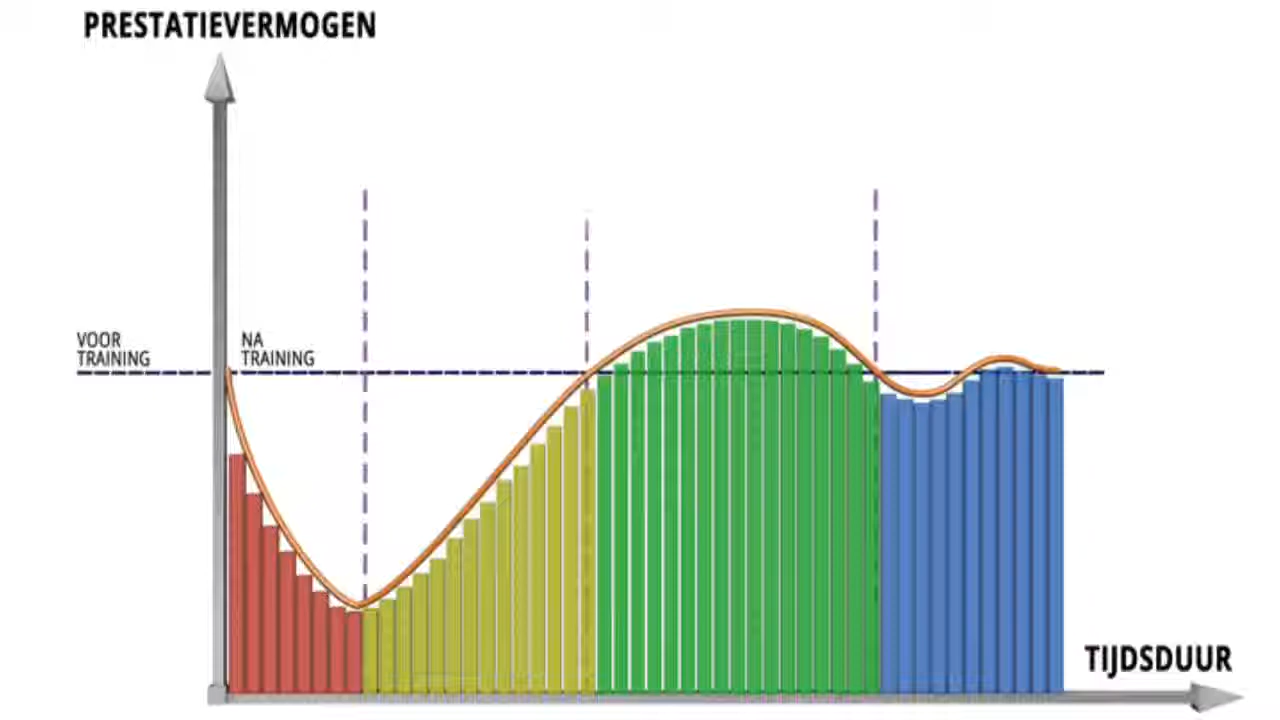 PRESTATIEVERMOGEN
VOOR
TRAINING
NA
TRAINING
TIJDSDUUR